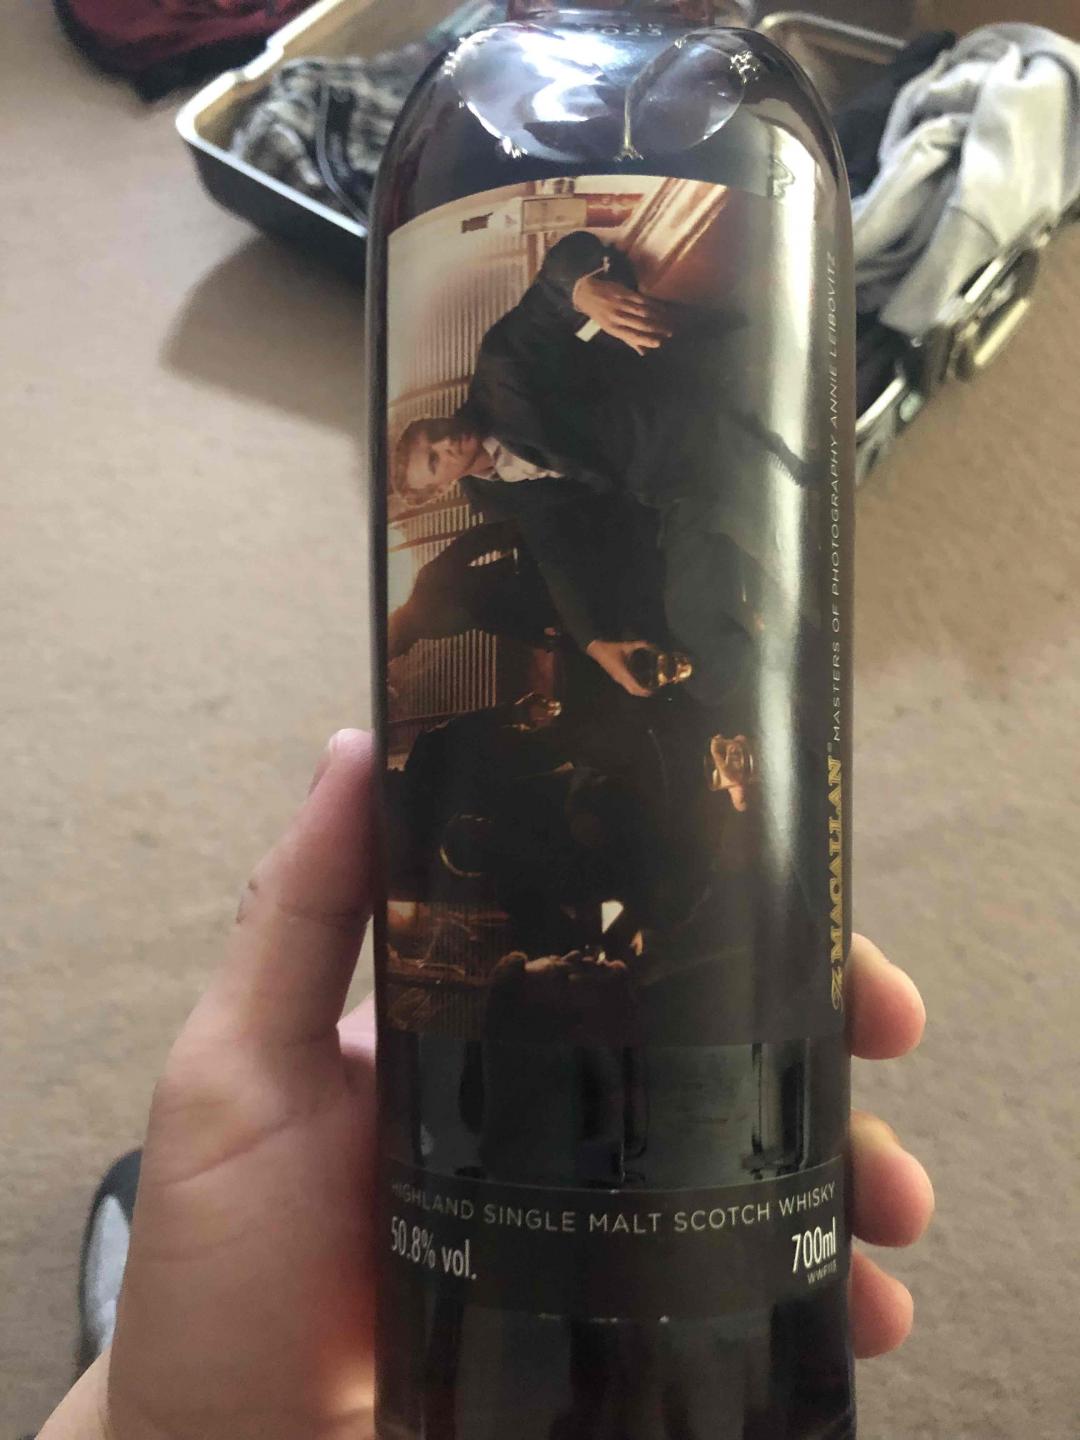 The MACALLAN® MASTERS OF PHOTOGRAPHY ANNIE LEIBOVITZ
HIGHLAND SINGLE MALT SCOTCH WHISKY
50.8% vol.
700ml